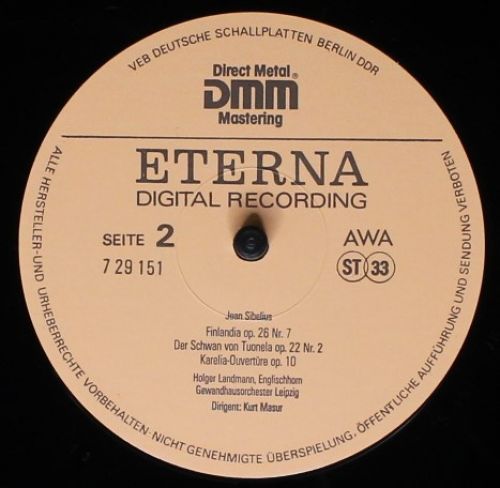 VEB DEUTSCHE SCHALLPLATTEN BERLIN DDR
Direct Metal ®
DMM
Mastering
ETERNA
DIGITAL RECORDING
SEITE 2
AWA
7 29 151
ST 33
Jean Sibelius
Finlandia op. 26 Nr. 7
Der Schwan von Tuonela op. 22 Nr. 2
Karelia-Ouvertüre op. 10
Holger Landmann, Englischhorn
Gewandhausorchester Leipzig
Dirigent: Kurt Masur
ALLE HERSTELLER-UND URHEBERRECHTE VORBEHALTEN·NICHT GENEHMIGTE ÜBERSPIELUNG, ÖFFENTLICHE AUFFÜHRUNG UND SENDUNG VERBOTEN